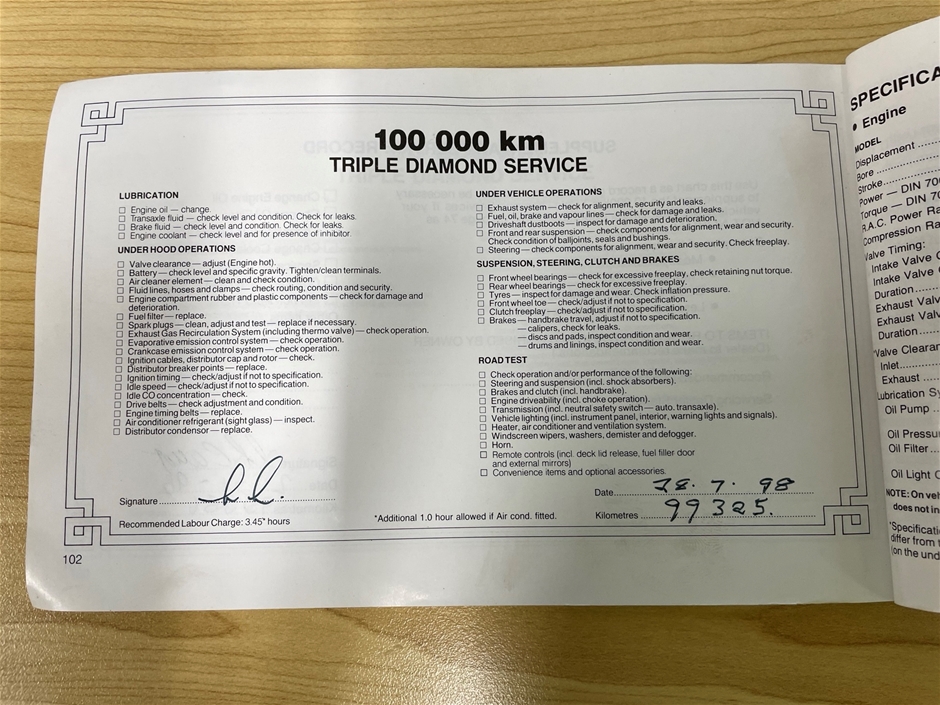 100 000 km
TRIPLE DIAMOND SERVICE
LUBRICATION
Engine oil — change.
Transaxle fluid — check level and condition. Check for leaks.
Brake fluid — check level and condition. Check for leaks.
Engine coolant — check level and for presence of inhibitor.
UNDER HOOD OPERATIONS
Valve clearance — adjust (Engine hot).
Battery — check level and specific gravity. Tighten/clean terminals.
Air cleaner element — clean and check condition.
Fluid lines, hoses and clamps — check routing, condition and security.
Engine compartment rubber and plastic components — check for damage and
deterioration.
Fuel filter — replace.
Spark plugs — clean, adjust and test — replace if necessary.
Exhaust Gas Recirculation System (including thermo valve) — check operation.
Evaporative emission control system — check operation.
Crankcase emission control system — check operation.
Ignition cables, distributor cap and rotor — check.
Distributor breaker points — replace.
Ignition timing — check/adjust if not to specification.
Idle speed — check/adjust if not to specification.
Idle CO concentration — check.
Drive belts — check adjustment and condition.
Engine timing belts — replace.
Air conditioner refrigerant (sight glass) — inspect.
Distributor condensor — replace.
Signature
Recommended Labour Charge: 3.45* hours
UNDER VEHICLE OPERATIONS
Exhaust system — check for alignment, security and leaks.
Fuel, oil, brake and vapour lines — check for damage and leaks.
Driveshaft dustboots — inspect for damage and deterioration.
Front and rear suspension — check components for alignment, wear and security.
Check condition of balljoints, seals and bushings.
Steering — check components for alignment, wear and security. Check freeplay.
SUSPENSION, STEERING, CLUTCH AND BRAKES
Front wheel bearings — check for excessive freeplay, check retaining nut torque.
Rear wheel bearings — check for excessive freeplay.
Tyres — inspect for damage and wear. Check inflation pressure.
Front wheel toe — check/adjust if not to specification.
Clutch freeplay — check/adjust if not to specification.
Brakes — handbrake travel, adjust if not to specification.
— calipers, check for leaks.
— discs and pads, inspect condition and wear.
— drums and linings, inspect condition and wear.
ROAD TEST
Check operation and/or performance of the following:
Steering and suspension (incl. shock absorbers).
Brakes and clutch (incl. handbrake).
Engine driveability (incl. choke operation).
Transmission (incl. neutral safety switch — auto. transaxle).
Vehicle lighting (incl. instrument panel, interior, warning lights and signals).
Heater, air conditioner and ventilation system.
Windscreen wipers, washers, demister and defogger.
Horn.
Remote controls (incl. deck lid release, fuel filler door
and external mirrors)
Convenience items and optional accessories.
Date 28.7.98
Kilometres 99325.
*Additional 1.0 hour allowed if Air cond. fitted.
102
SPECIFICA
• Engine
MODEL
Displacement
Bore
Stroke
Power — DIN 70
Torque — DIN 7
R.A.C. Power Ra
Compression Ra
Valve Timing:
Intake Valve
Intake Valve
Duration
Exhaust Valv
Exhaust Valv
Duration
Valve Clearan
Inlet
Exhaust
Lubrication Sy
Oil Pump
Oil Pressu
Oil Filter
Oil Light
NOTE: On veh
does not in
*Specificati
differ from
(on the und